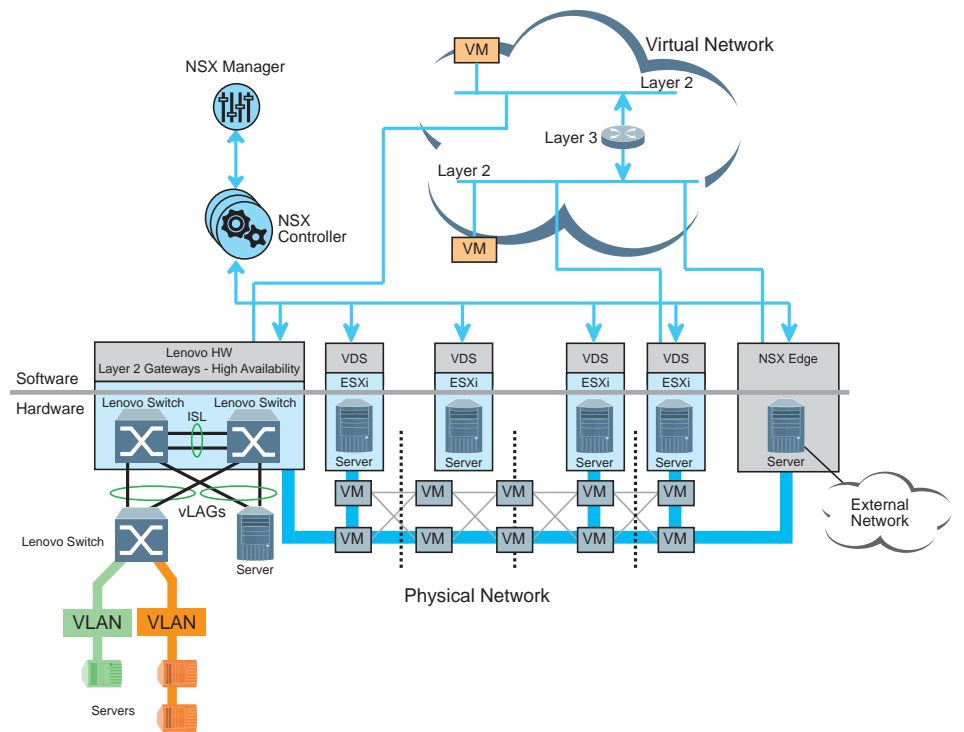 Virtual Network
VM
NSX Manager
Layer 2
Layer 3
Layer 2
NSX
Controller
VM
Lenovo HW
Layer 2 Gateways - High Availability
VDS
VDS
VDS
VDS
NSX Edge
Software
ESXi
ESXi
ESXi
ESXi
Hardware
Lenovo Switch
Lenovo Switch
ISL
Server
Server
Server
Server
Server
VM
VM
VM
VM
VM
vLAGs
External
Network
Lenovo Switch
VM
VM
VM
VM
VM
Server
Physical Network
VLAN
VLAN
Servers